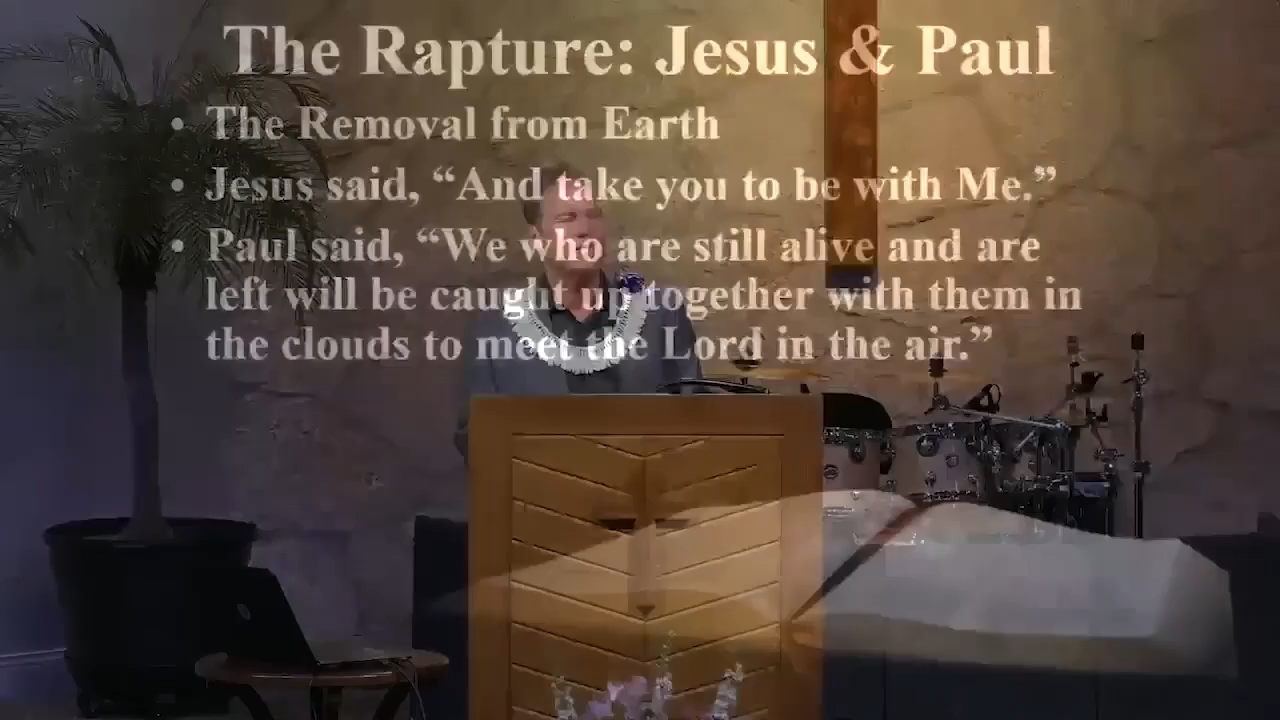 The Rapture: Jesus & Paul
• The Removal from Earth
• Jesus said, “And take you to be with Me.”
• Paul said, “We who are still alive and are
left will be caught up together with them in
the clouds to meet the Lord in the air.”